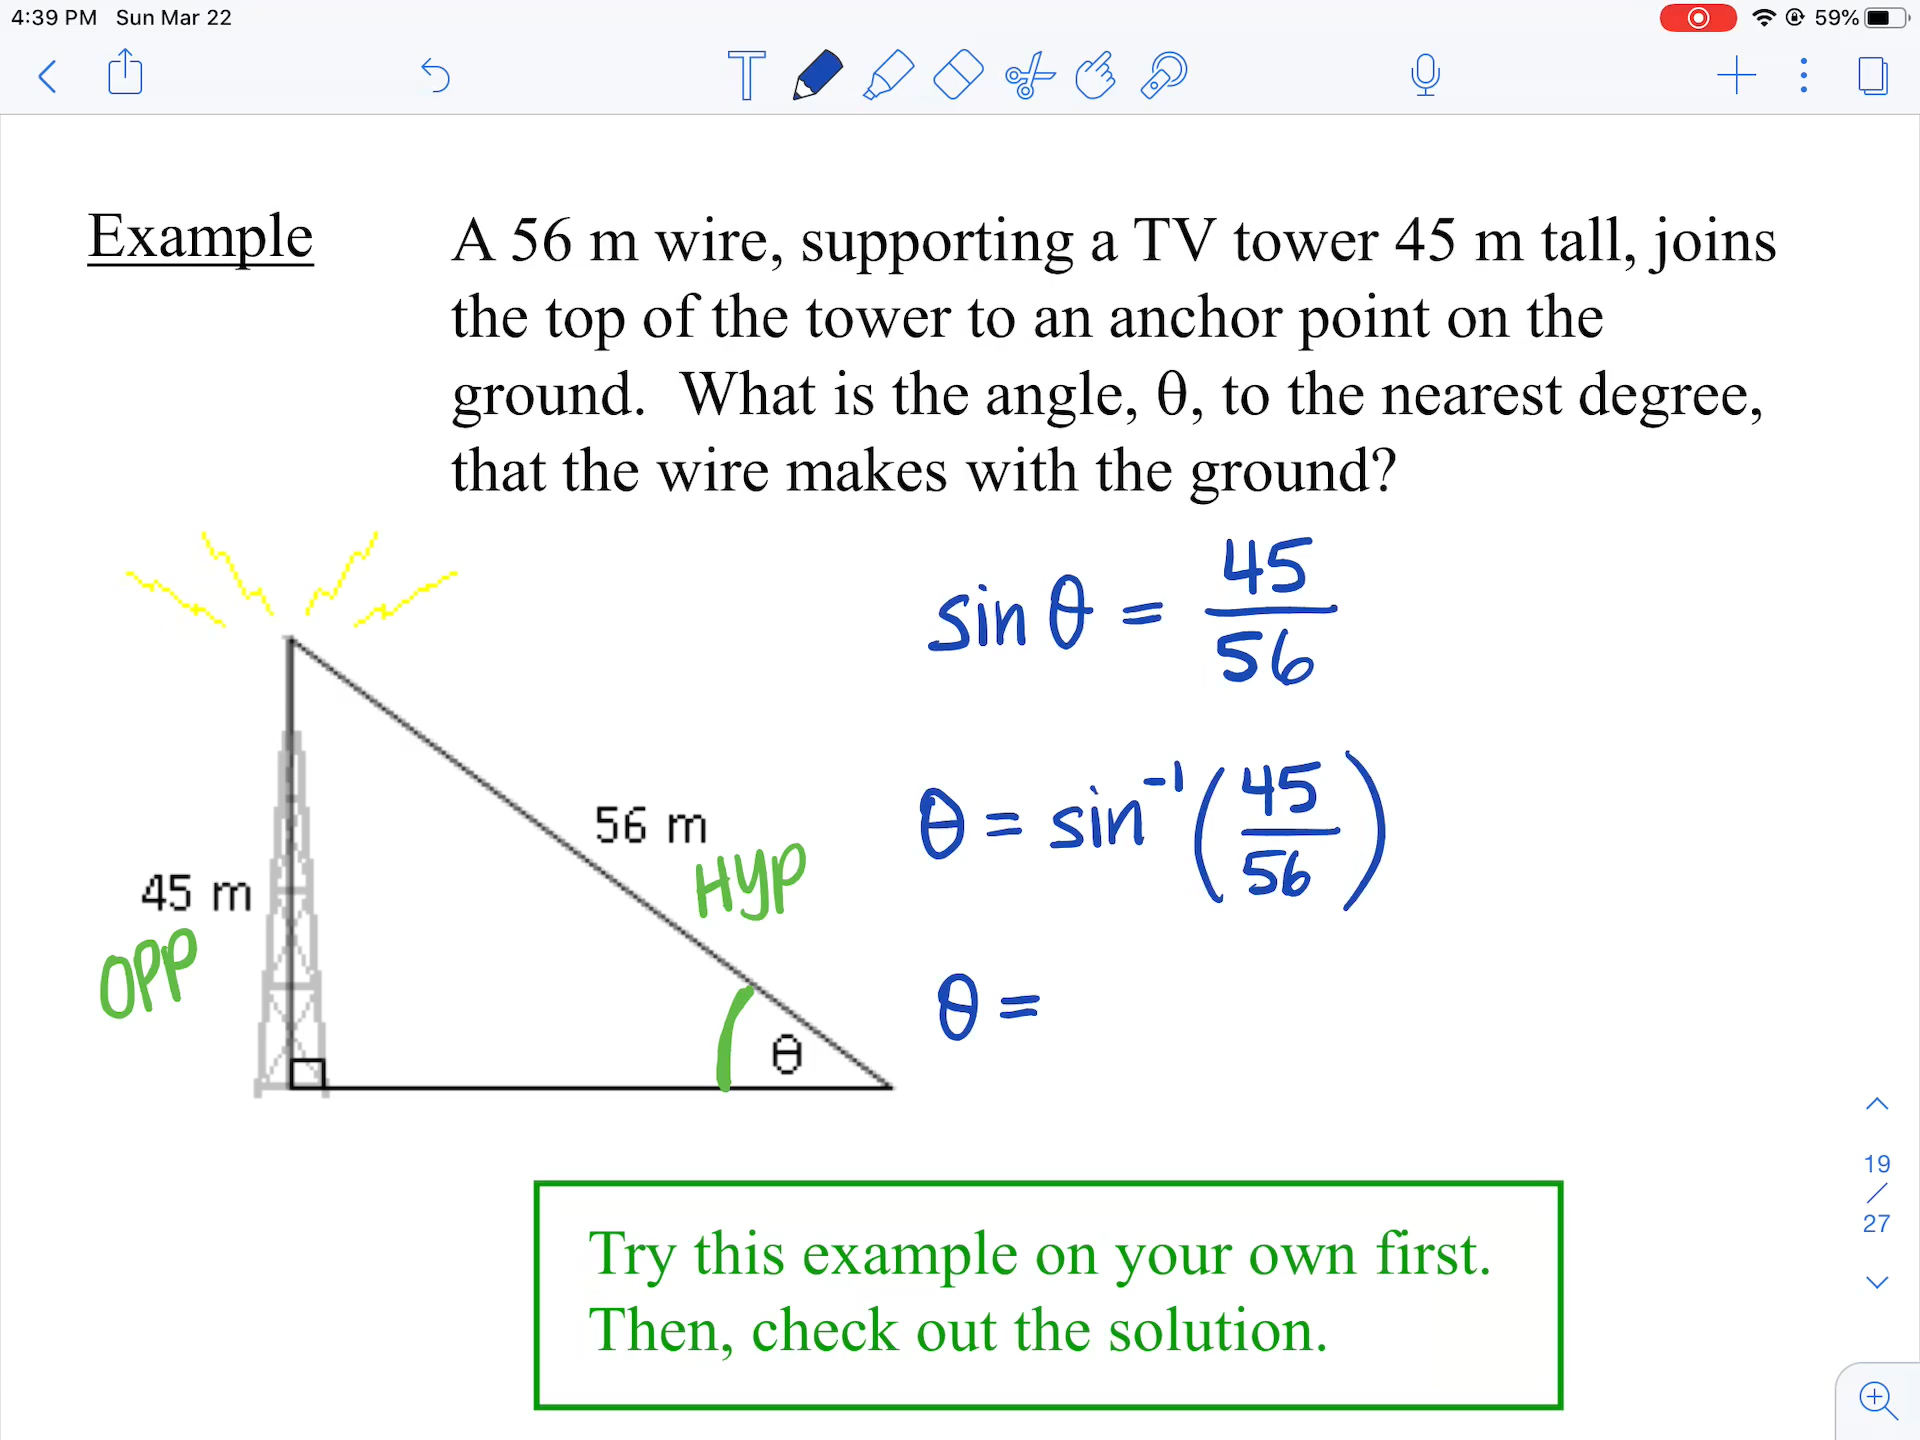 4:39 PM Sun Mar 22
59%
T
Example
A 56 m wire, supporting a TV tower 45 m tall, joins
the top of the tower to an anchor point on the
ground. What is the angle, θ, to the nearest degree,
that the wire makes with the ground?
sin θ = 45/56
θ = sin⁻¹(45/56)
θ =
56 m
HYP
45 m
OPP
θ
Try this example on your own first.
Then, check out the solution.
19
/
27